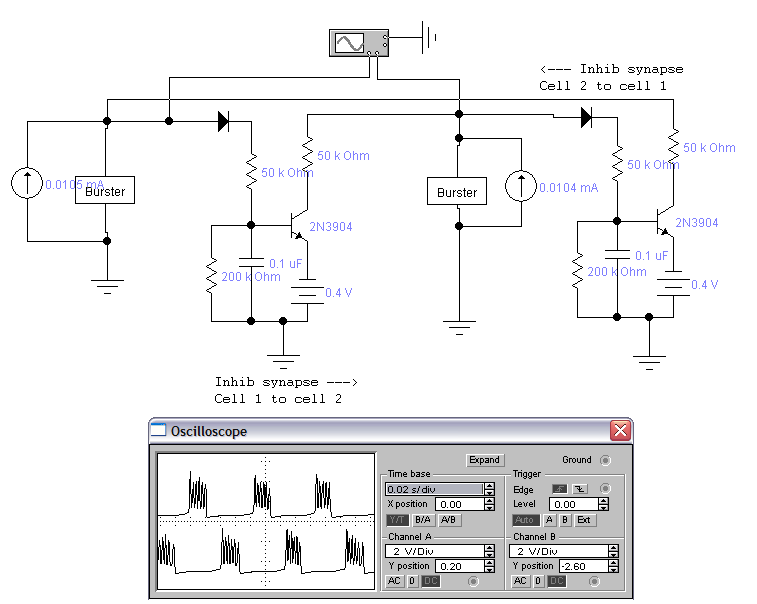 <--- Inhib synapse
Cell 2 to cell 1
50 k Ohm
50 k Ohm
50 k Ohm
50 k Ohm
0.0105 mA
Burster
Burster
0.0104 mA
2N3904
2N3904
0.1 uF
0.1 uF
200 k Ohm
200 k Ohm
0.4 V
0.4 V
Inhib synapse --->
Cell 1 to cell 2
Oscilloscope
Expand
Ground
Time base
0.02 s/div
X position 0.00
Y/T B/A A/B
Trigger
Edge
Level 0.00
Auto A B Ext
Channel A
2 V/Div
Y position 0.20
AC 0 DC
Channel B
2 V/Div
Y position -2.60
AC 0 DC